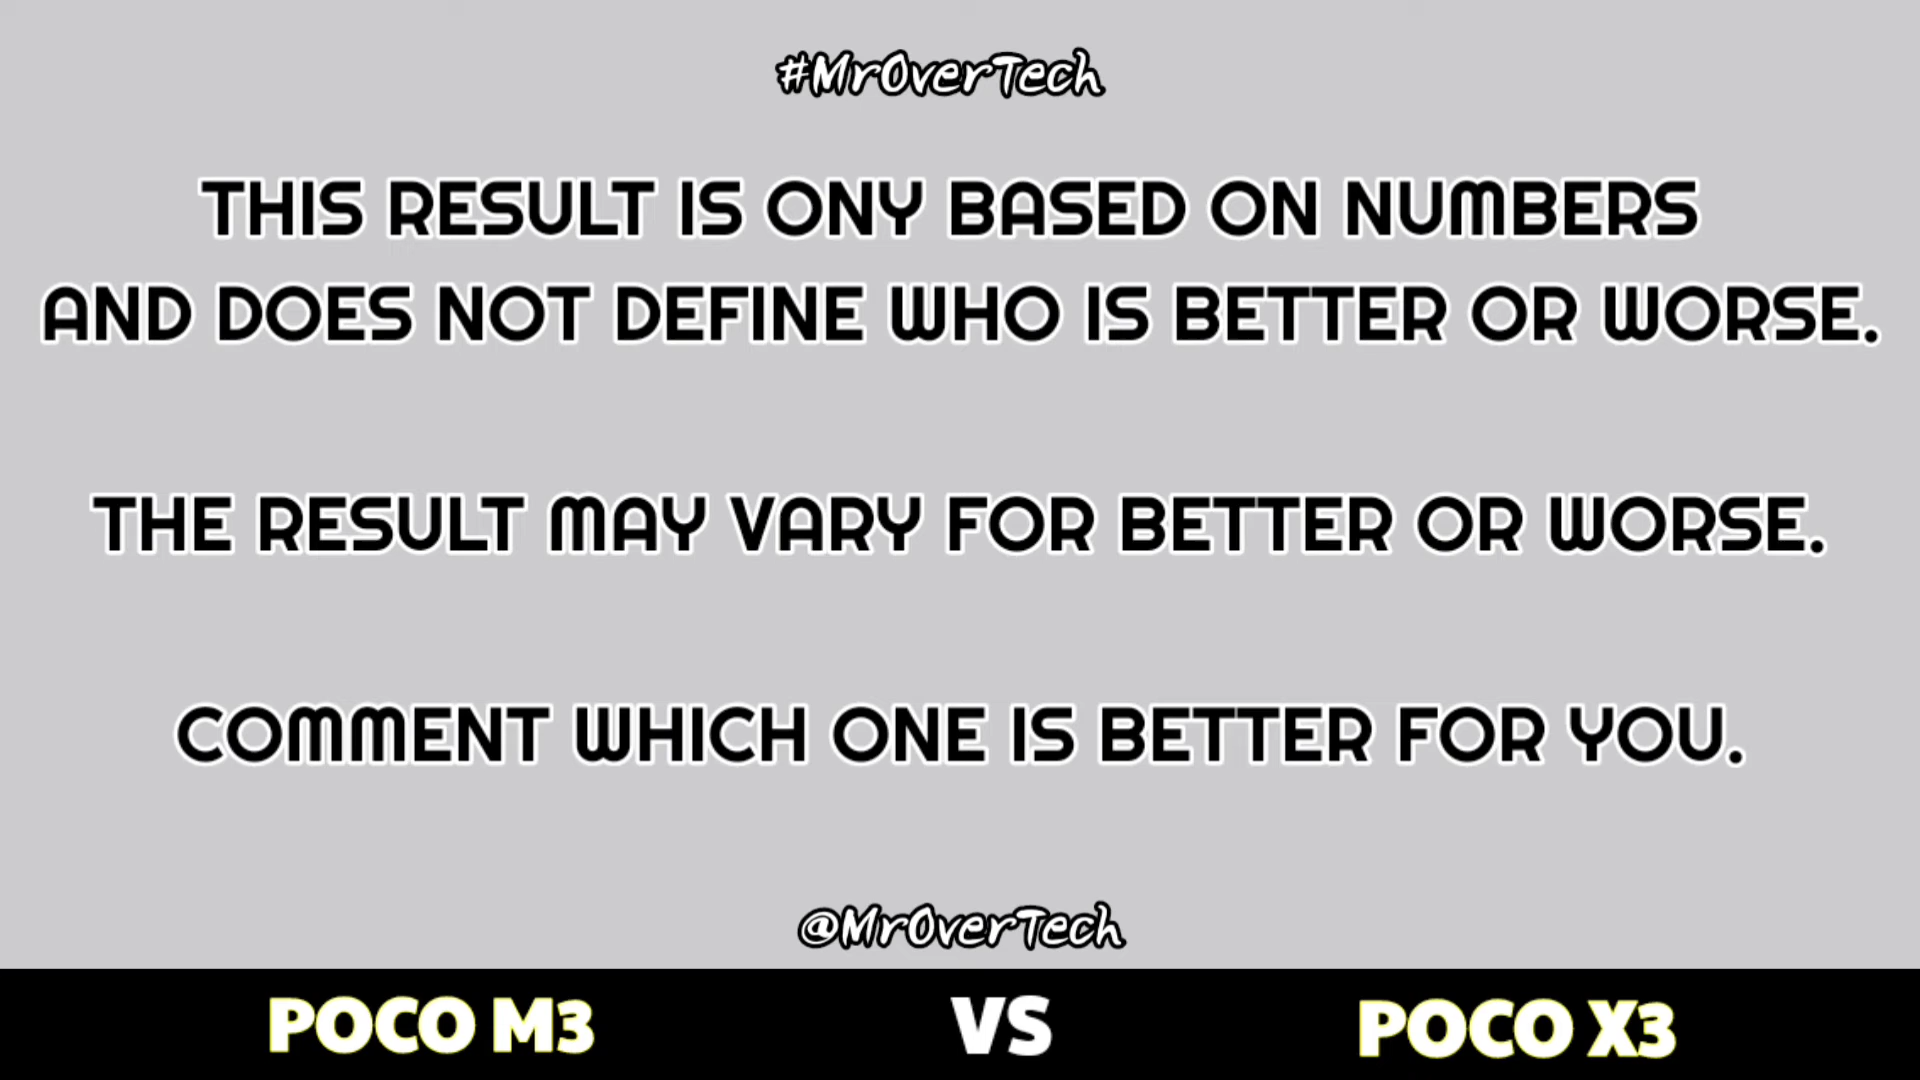 #MrOverTech
THIS RESULT IS ONY BASED ON NUMBERS
AND DOES NOT DEFINE WHO IS BETTER OR WORSE.
THE RESULT MAY VARY FOR BETTER OR WORSE.
COMMENT WHICH ONE IS BETTER FOR YOU.
@MrOverTech
POCO M3 VS POCO X3